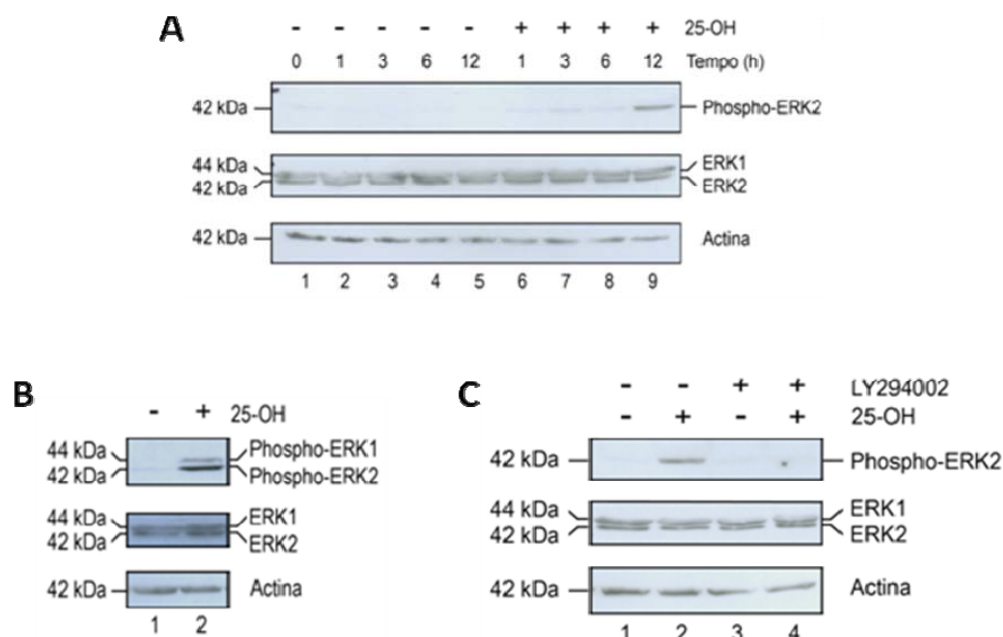 A
- - - - - + + + + 25-OH
0 1 3 6 12 1 3 6 12 Tempo (h)
42 kDa Phospho-ERK2
44 kDa ERK1
42 kDa ERK2
42 kDa Actina
1 2 3 4 5 6 7 8 9
B
- + 25-OH
44 kDa Phospho-ERK1
42 kDa Phospho-ERK2
44 kDa ERK1
42 kDa ERK2
42 kDa Actina
1 2
C
- - + + LY294002
- + - + 25-OH
42 kDa Phospho-ERK2
44 kDa ERK1
42 kDa ERK2
42 kDa Actina
1 2 3 4